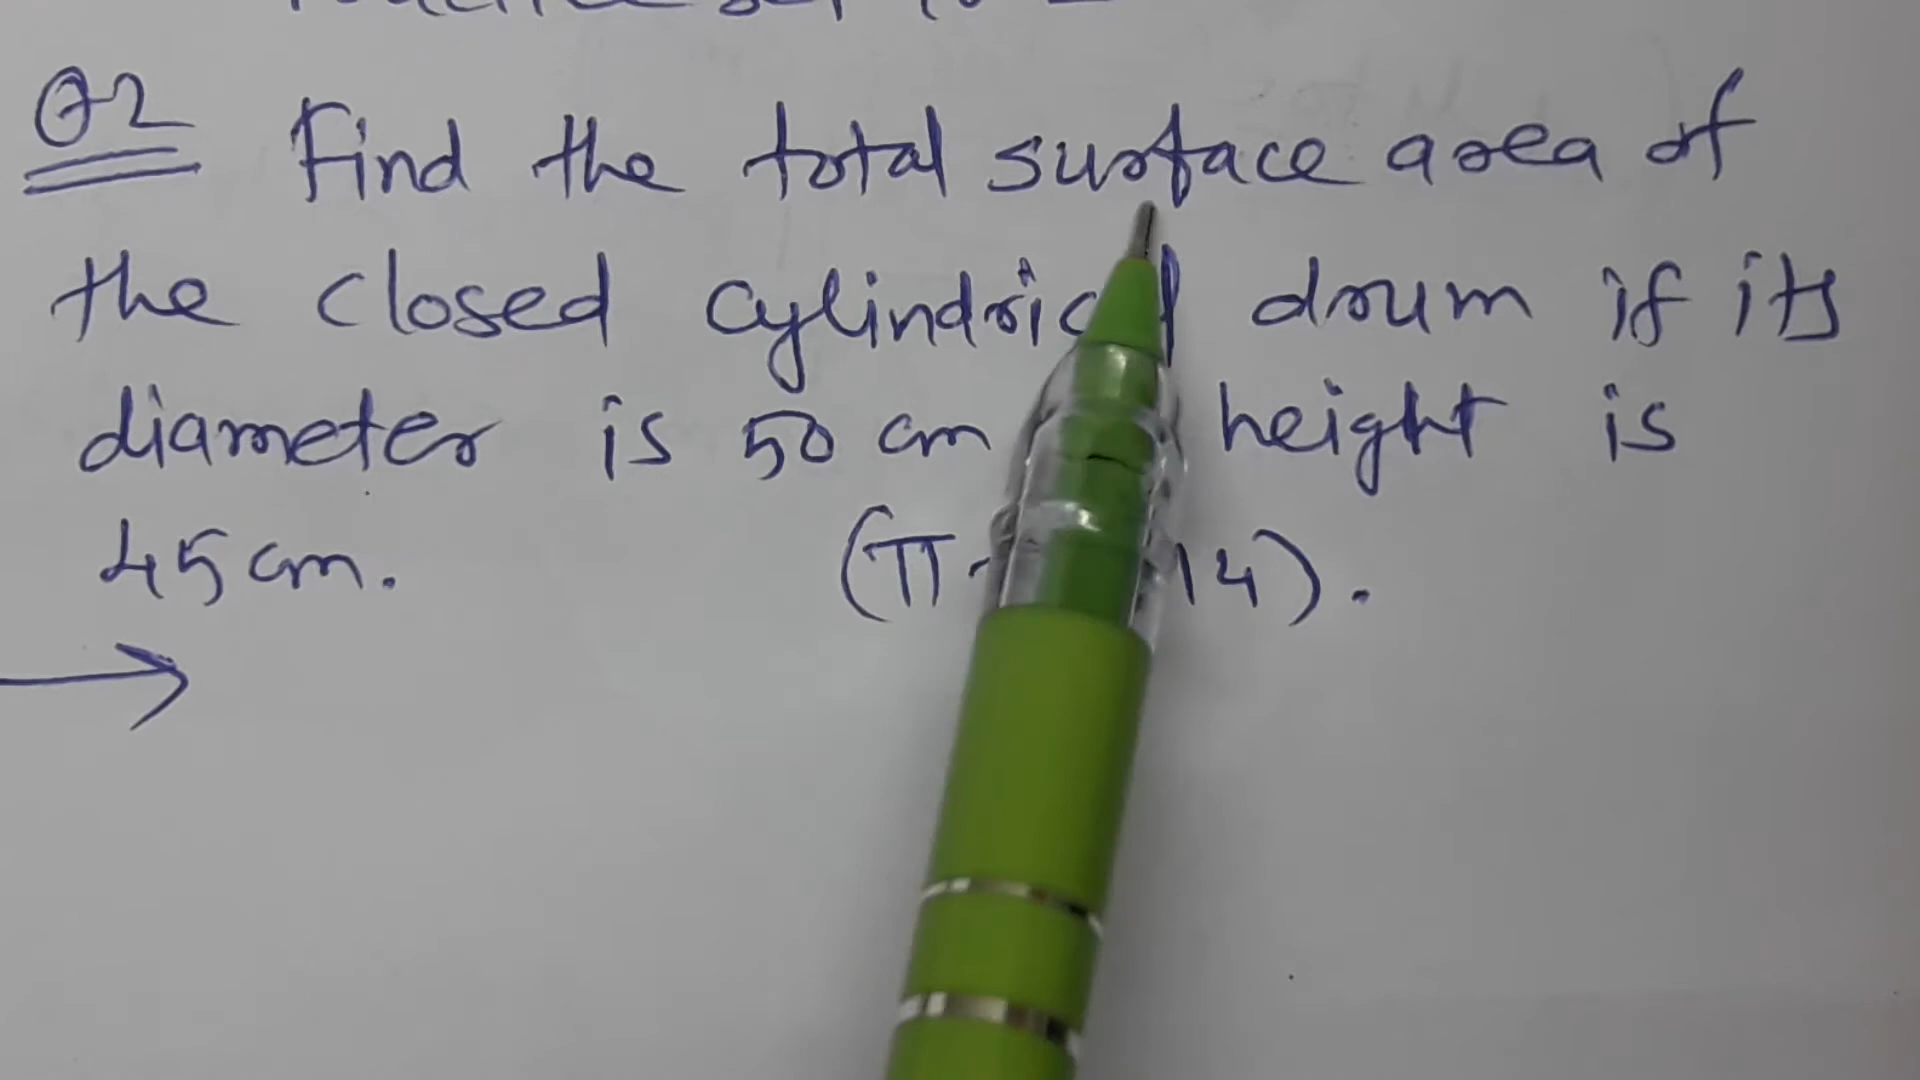 Q2 Find the total surface area of
the closed cylindrical drum if its
diameter is 50 cm height is
45 cm. (π 14).